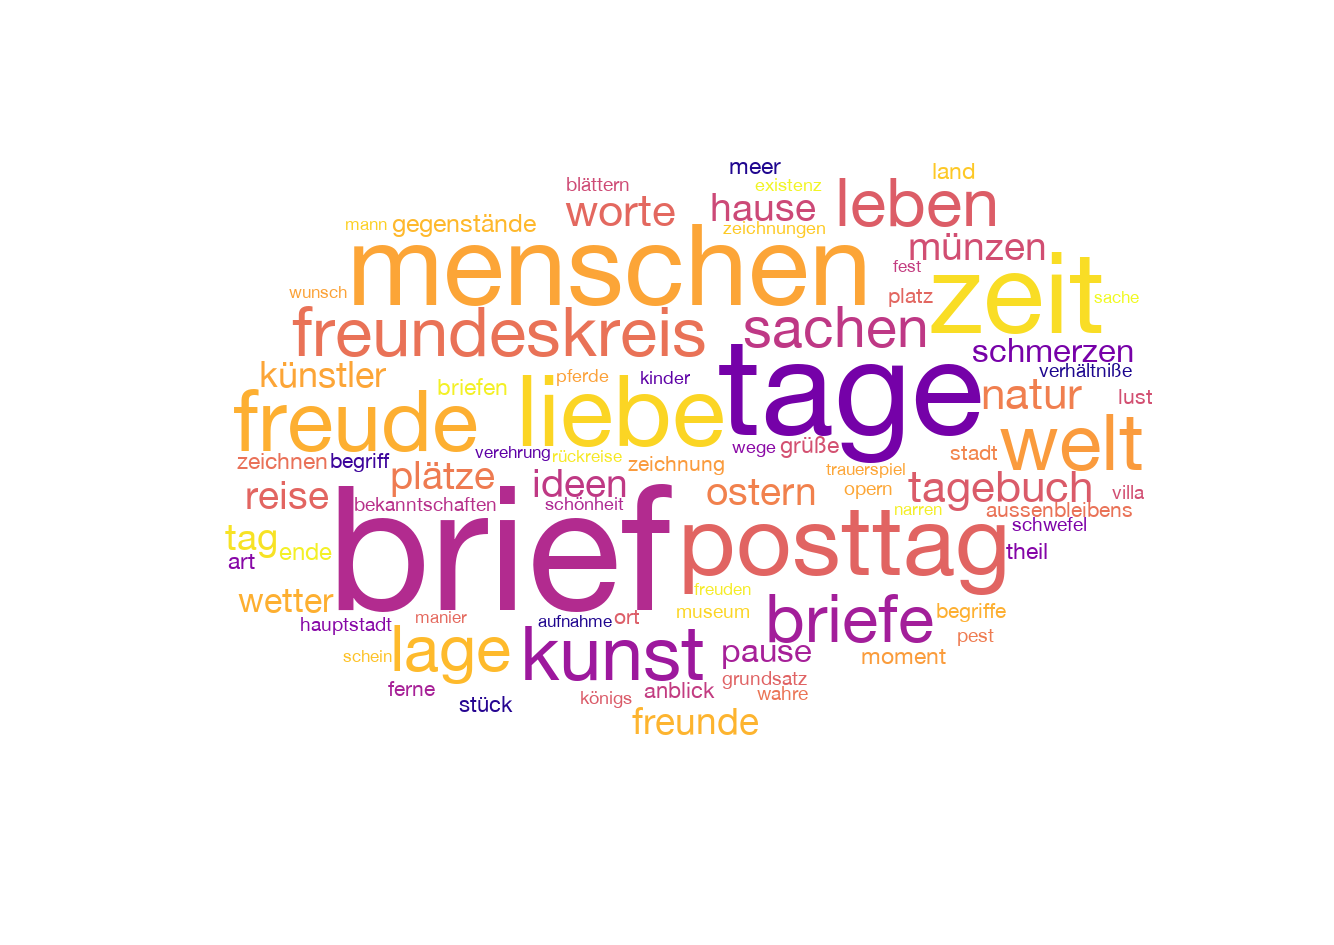 meer
land
blättern
existenz
leben
hause
worte
mann
gegenstände
zeichnungen
menschen
münzen
fest
zeit
wunsch
platz
sache
freundeskreis
sachen
schmerzen
künstler
briefen
pferde
kinder
verhältniße
liebe
tage
natur
lust
freude
welt
zeichnen
begriff
verehrung
rückreise
wege
grüße
stadt
zeichnung
trauerspiel
plätze
ideen
ostern
opern
tagebuch
villa
reise
bekanntschaften
schönheit
narren
aussenbleibens
brief
posttag
schwefel
tag
ende
theil
art
freuden
wetter
museum
briefe
begriffe
hauptstadt
manier
aufnahme
ort
pest
schein
lage
kunst
pause
moment
ferne
anblick
grundsatz
stück
königs
wahre
freunde